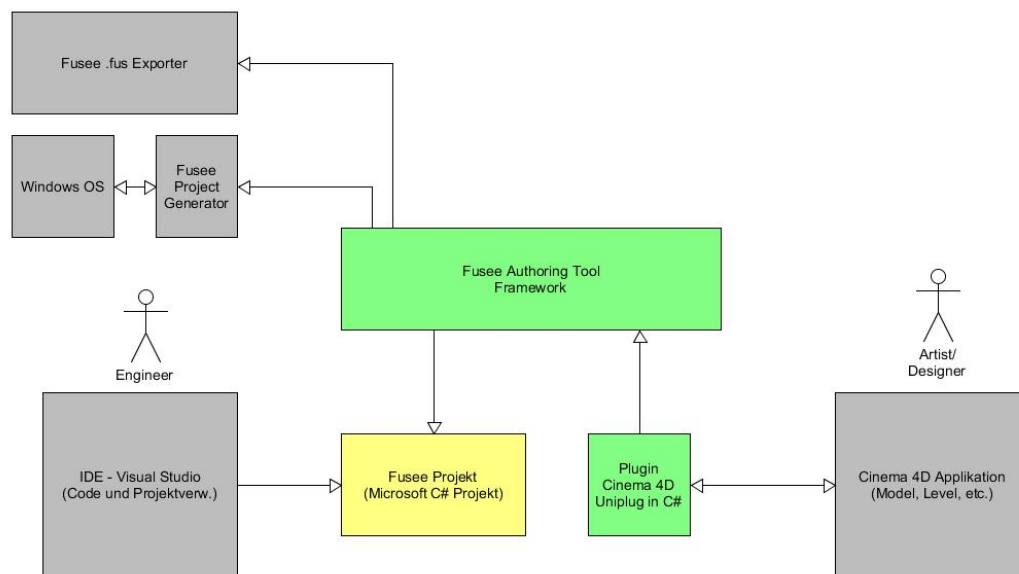 Fusee .fus Exporter
Windows OS
Fusee
Project
Generator
Fusee Authoring Tool
Framework
Engineer
Artist/
Designer
IDE - Visual Studio
(Code und Projektverw.)
Fusee Projekt
(Microsoft C# Projekt)
Plugin
Cinema 4D
Uniplug in C#
Cinema 4D Applikation
(Model, Level, etc.)